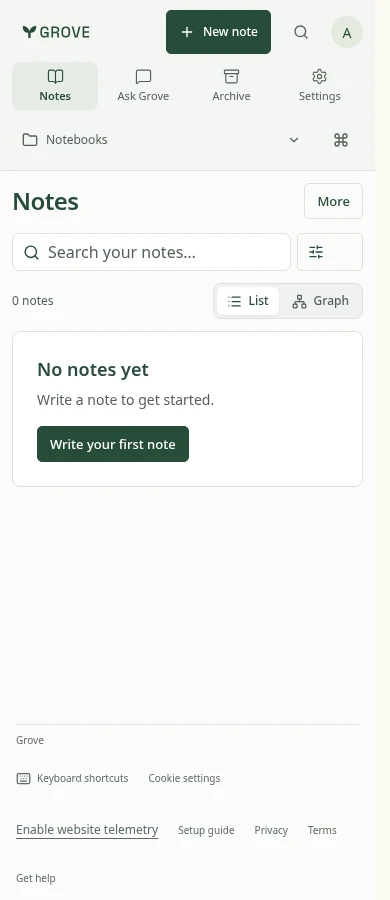 GROVE
New note
A
Notes
Ask Grove
Archive
Settings
Notebooks
Notes
More
Search your notes...
0 notes
List
Graph
No notes yet
Write a note to get started.
Write your first note
Grove
Keyboard shortcuts
Cookie settings
Enable website telemetry
Setup guide
Privacy
Terms
Get help